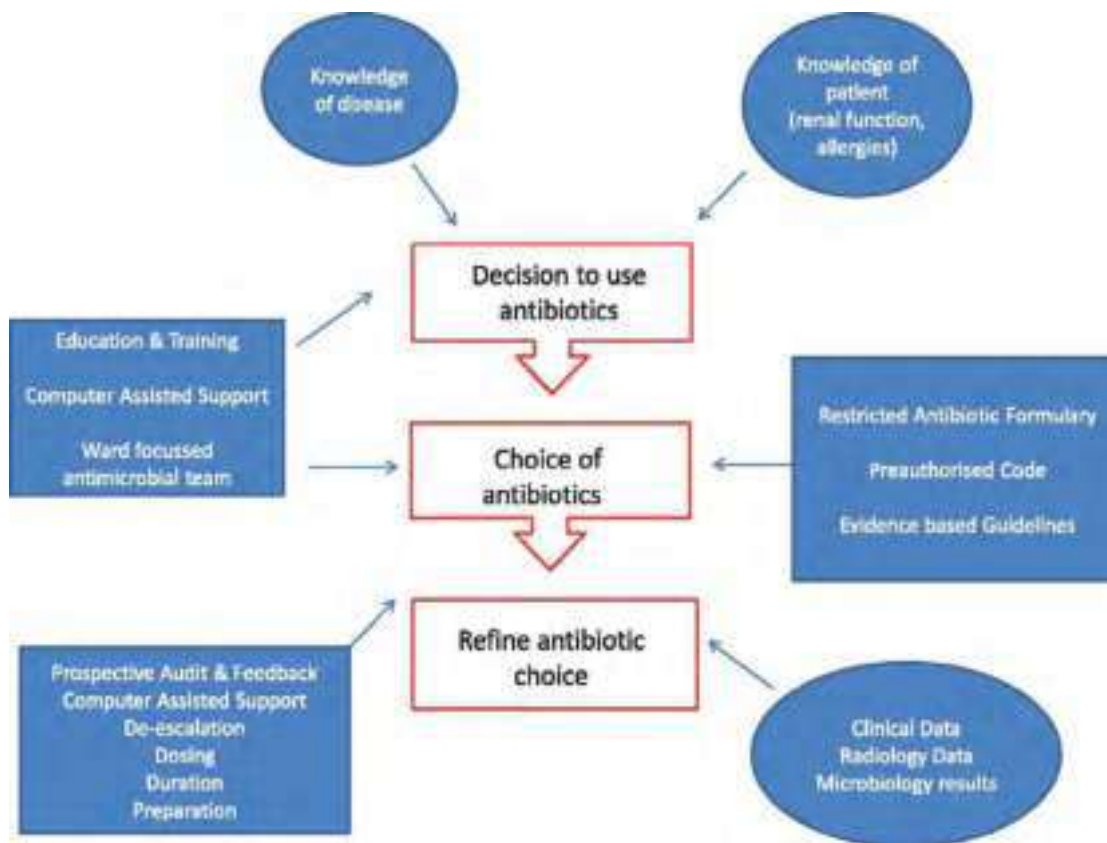 Knowledge
of disease
Knowledge of
patient
(renal function,
allergies)
Decision to use
antibiotics
Education & Training
Computer Assisted Support
Ward focussed
antimicrobial team
Choice of
antibiotics
Restricted Antibiotic Formulary
Preauthorised Code
Evidence based Guidelines
Refine antibiotic
choice
Prospective Audit & Feedback
Computer Assisted Support
De-escalation
Dosing
Duration
Preparation
Clinical Data
Radiology Data
Microbiology results